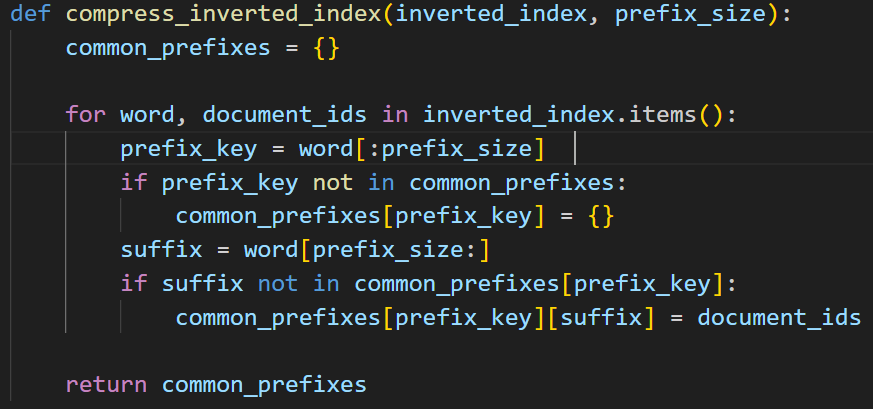 def compress_inverted_index(inverted_index, prefix_size):
    common_prefixes = {}

    for word, document_ids in inverted_index.items():
        prefix_key = word[:prefix_size]
        if prefix_key not in common_prefixes:
            common_prefixes[prefix_key] = {}
        suffix = word[prefix_size:]
        if suffix not in common_prefixes[prefix_key]:
            common_prefixes[prefix_key][suffix] = document_ids

    return common_prefixes